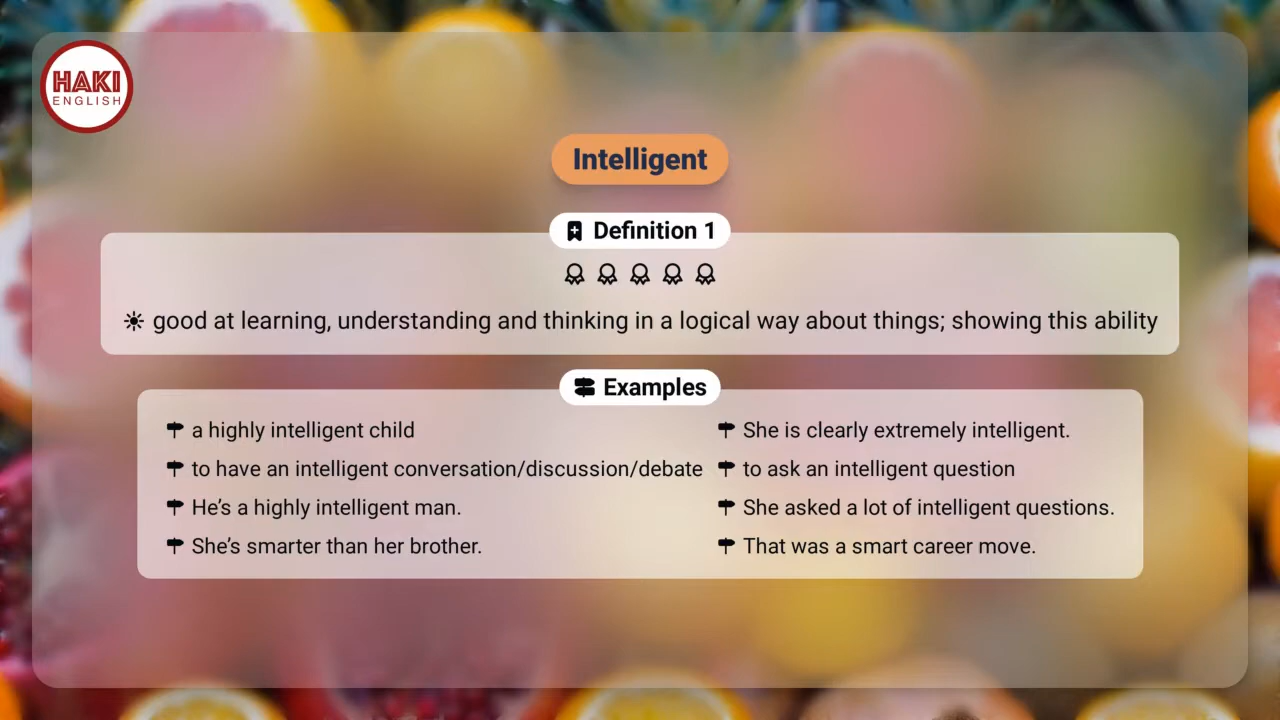 HAKI
ENGLISH
Intelligent
Definition 1
good at learning, understanding and thinking in a logical way about things; showing this ability
Examples
a highly intelligent child
to have an intelligent conversation/discussion/debate
He’s a highly intelligent man.
She’s smarter than her brother.
She is clearly extremely intelligent.
to ask an intelligent question
She asked a lot of intelligent questions.
That was a smart career move.